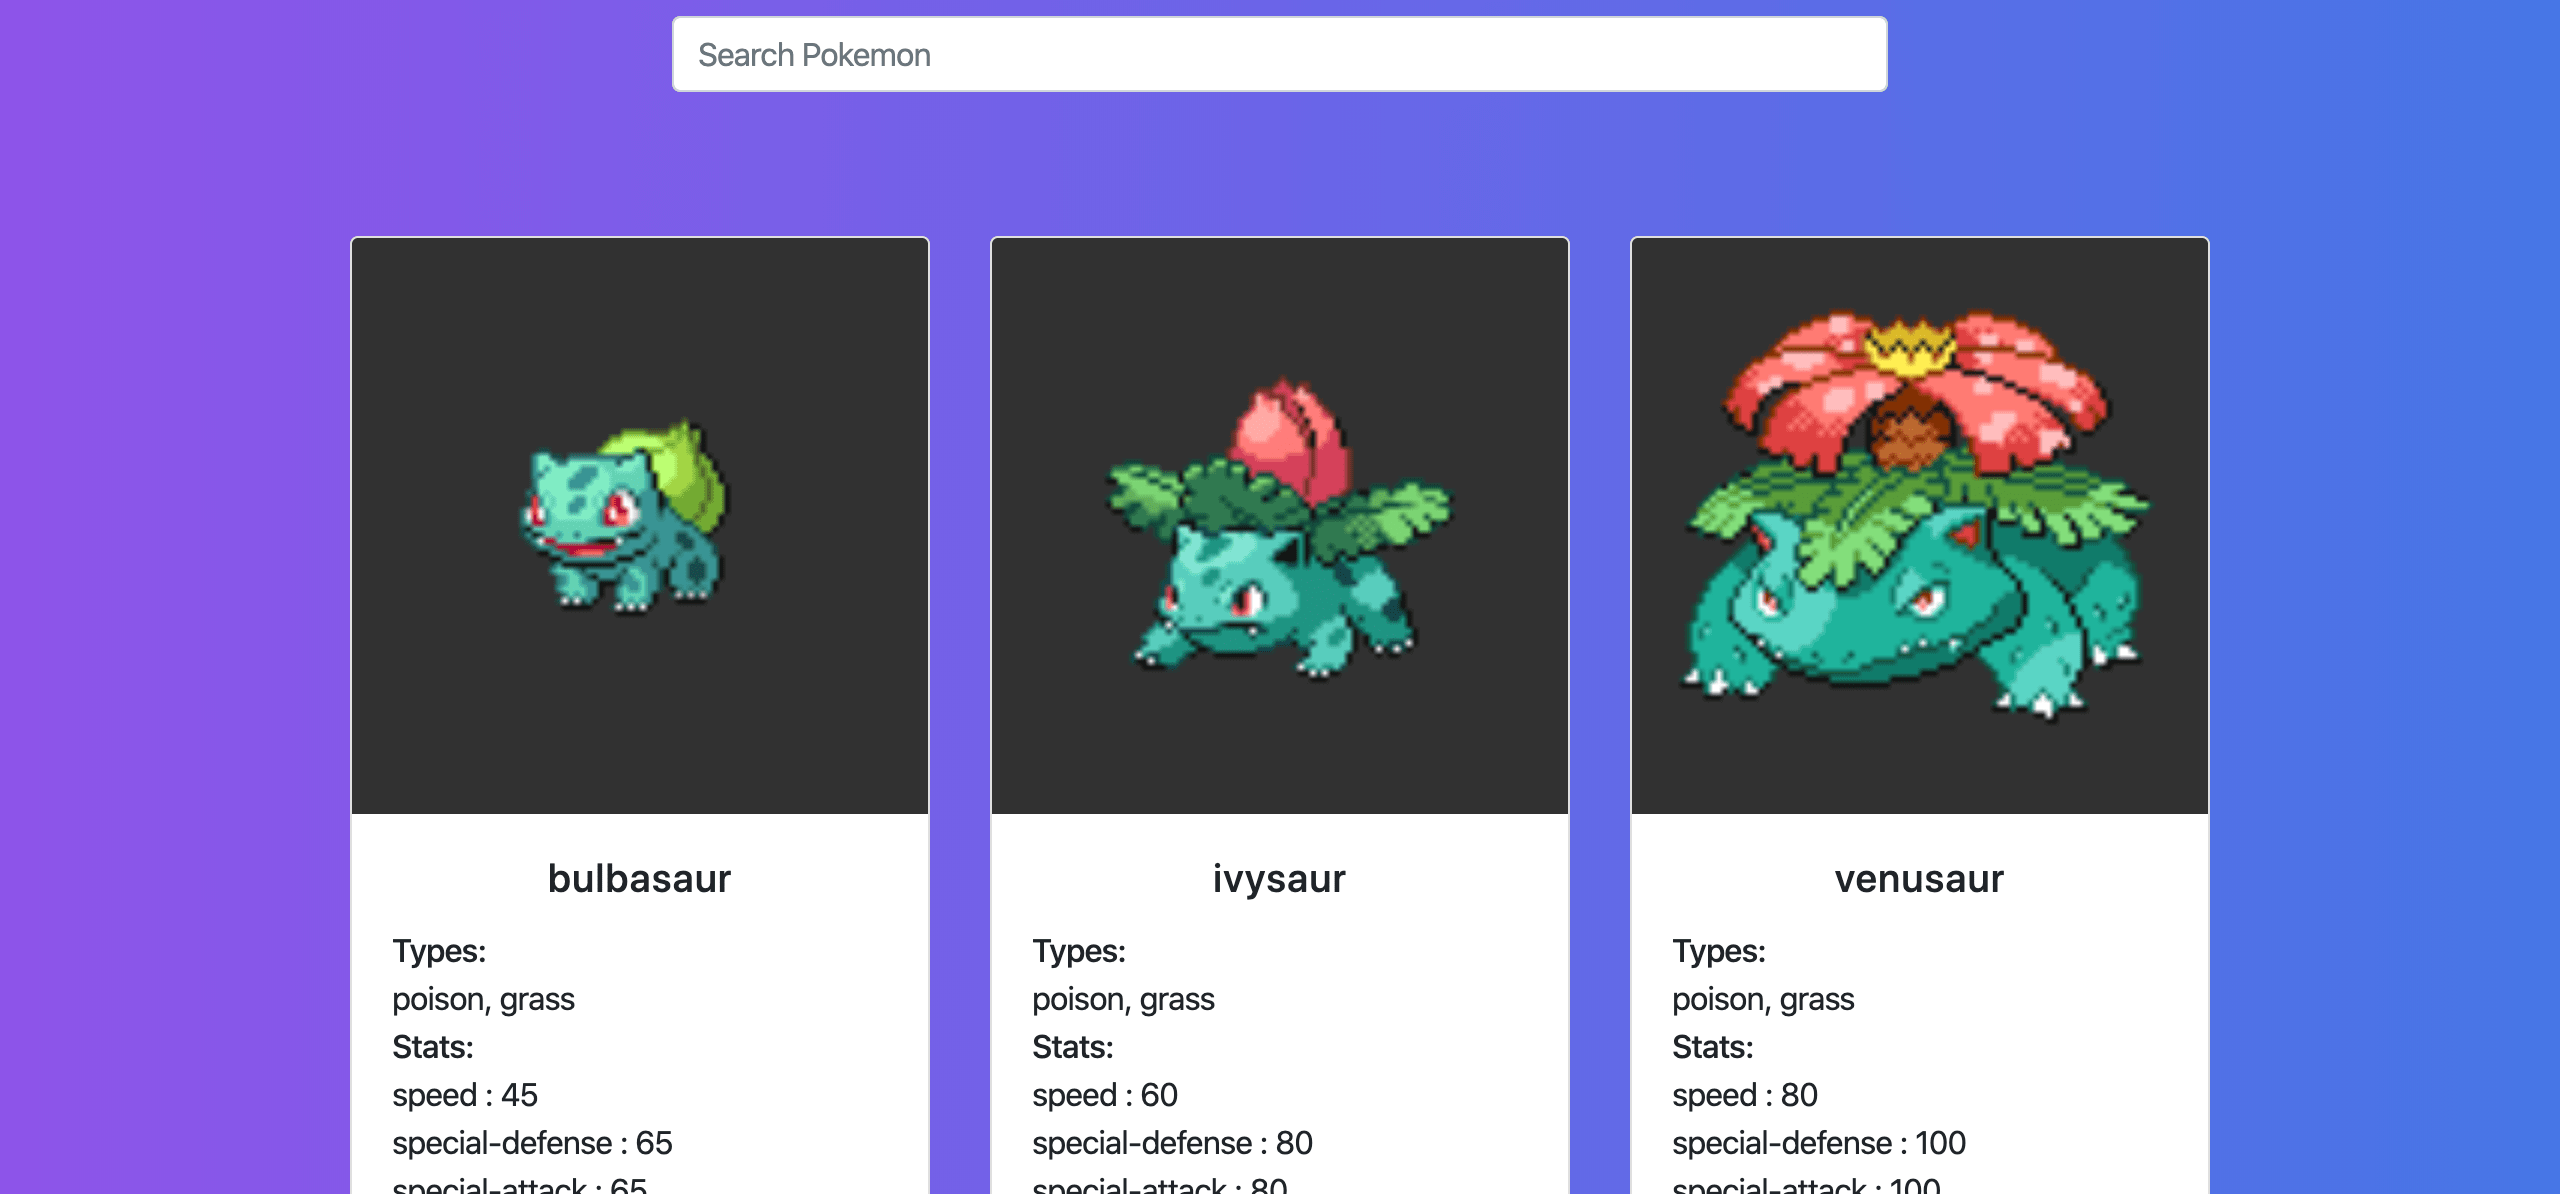 Search Pokemon
bulbasaur
Types:
poison, grass
Stats:
speed : 45
special-defense : 65
special-attack : 65
ivysaur
Types:
poison, grass
Stats:
speed : 60
special-defense : 80
special-attack : 80
venusaur
Types:
poison, grass
Stats:
speed : 80
special-defense : 100
special-attack : 100